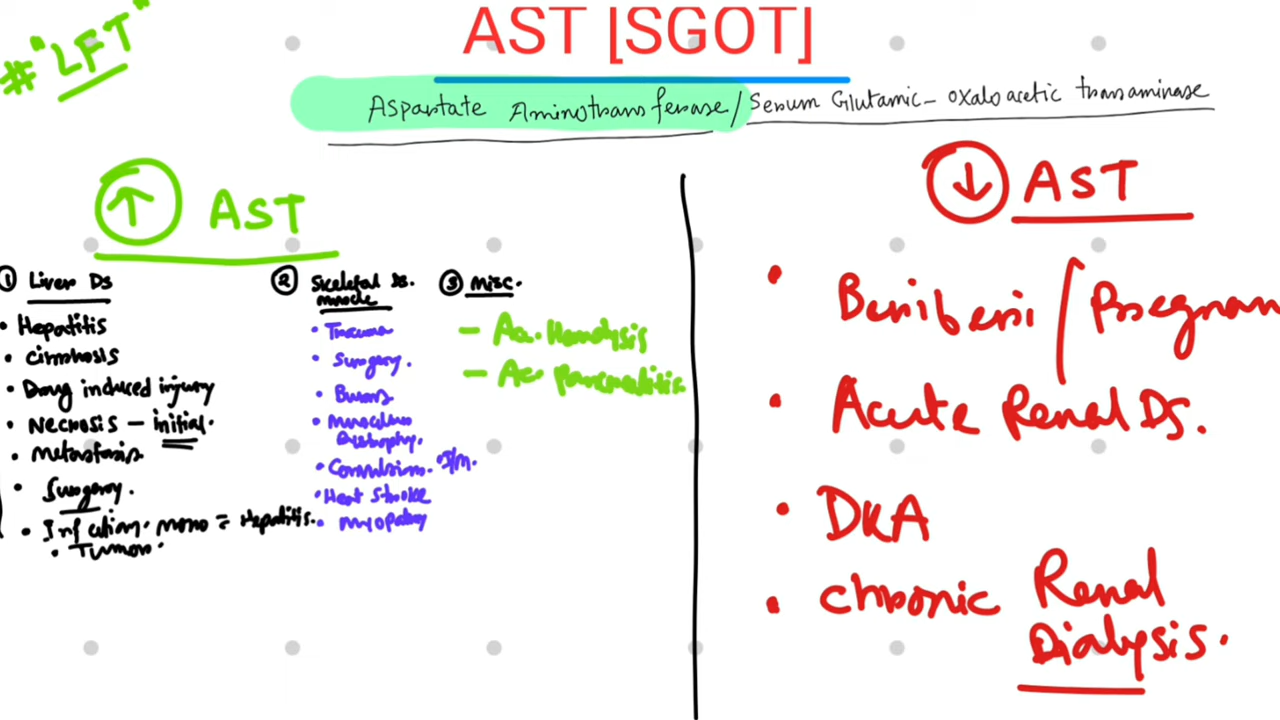 # "LFT"
AST [SGOT]
Aspartate Aminotransferase / Serum Glutamic - oxaloacetic transaminase
↑ AST
① Liver Ds
• Hepatitis
• Cirrhosis
• Drug induced injury
• Necrosis - initial.
• Metastasis
• Surgery.
• Infection. mono = Hepatitis.
• Tumor.
② Skeletal Ds.
muscle
• Trauma
• Surgery.
• Burns
• Muscular
Distrophy.
• Convulsions. • I/m.
• Heat Stroke
• Myopathy
③ Misc.
- Ac. Hemolysis
- Ac. pancreatitis
↓ AST
• Beriberi / Pregnan
• Acute Renal Ds.
• DKA
• Chronic Renal
Dialysis.